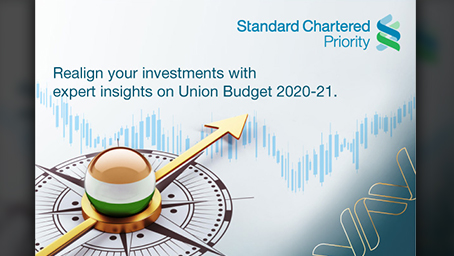 Standard Chartered
Priority
Realign your investments with
expert insights on Union Budget 2020-21.